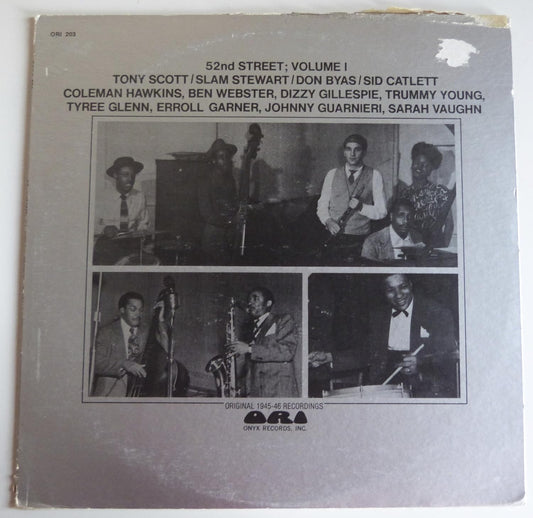 ORI 203
52nd STREET; VOLUME I
TONY SCOTT/SLAM STEWART/DON BYAS/SID CATLETT
COLEMAN HAWKINS, BEN WEBSTER, DIZZY GILLESPIE, TRUMMY YOUNG,
TYREE GLENN, ERROLL GARNER, JOHNNY GUARNIERI, SARAH VAUGHN
ORIGINAL 1945-46 RECORDINGS
ORI
ONYX RECORDS, INC.